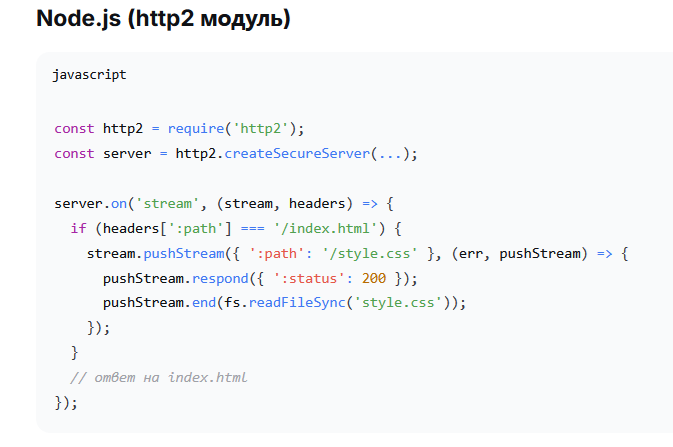 Node.js (http2 модуль)
javascript
const http2 = require('http2');
const server = http2.createSecureServer(...);
server.on('stream', (stream, headers) => {
  if (headers[':path'] === '/index.html') {
    stream.pushStream({ ':path': '/style.css' }, (err, pushStream) => {
      pushStream.respond({ ':status': 200 });
      pushStream.end(fs.readFileSync('style.css'));
    });
  }
  // ответ на index.html
});